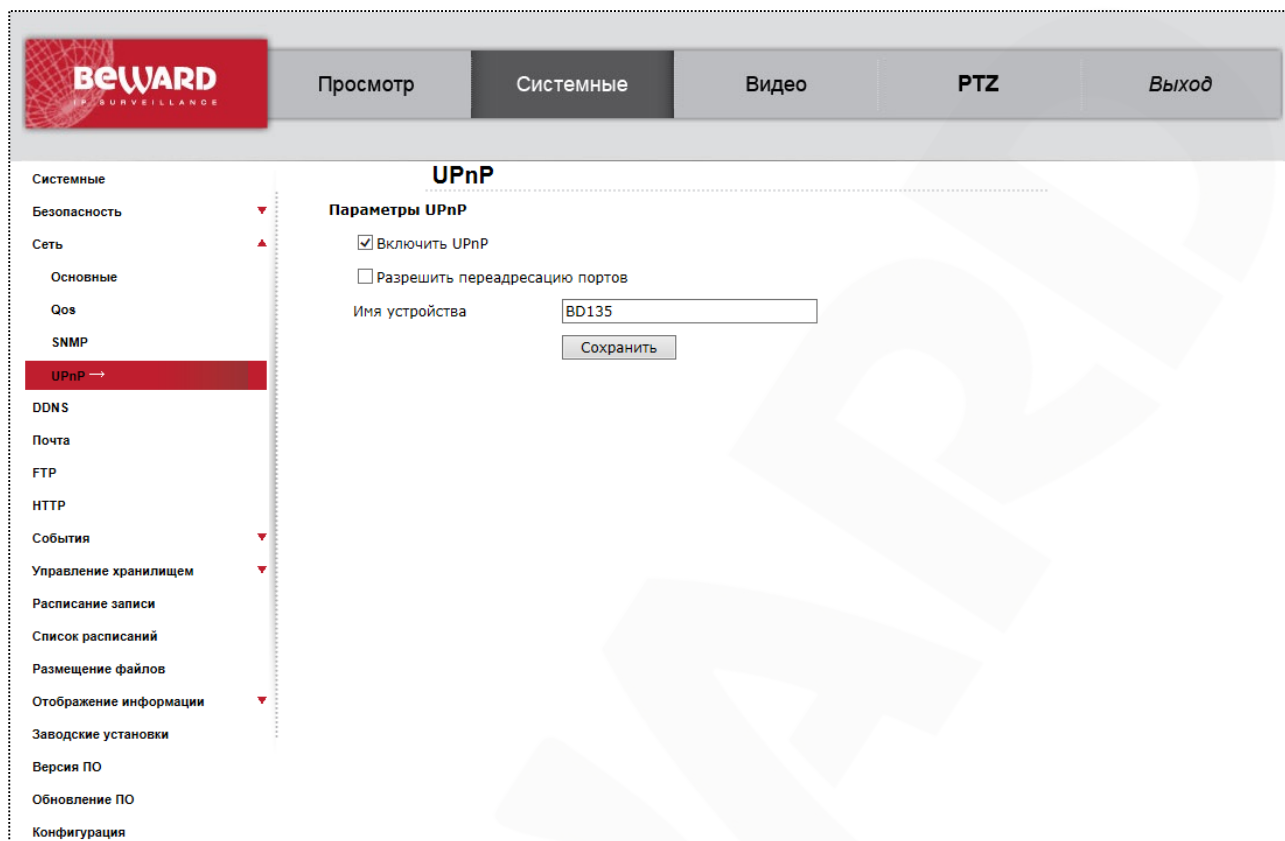 BEWARD
IP SURVEILLANCE
Просмотр
Системные
Видео
PTZ
Выход
Системные
Безопасность
Сеть
Основные
Qos
SNMP
UPnP →
DDNS
Почта
FTP
HTTP
События
Управление хранилищем
Расписание записи
Список расписаний
Размещение файлов
Отображение информации
Заводские установки
Версия ПО
Обновление ПО
Конфигурация
UPnP
Параметры UPnP
Включить UPnP
Разрешить переадресацию портов
Имя устройства BD135
Сохранить